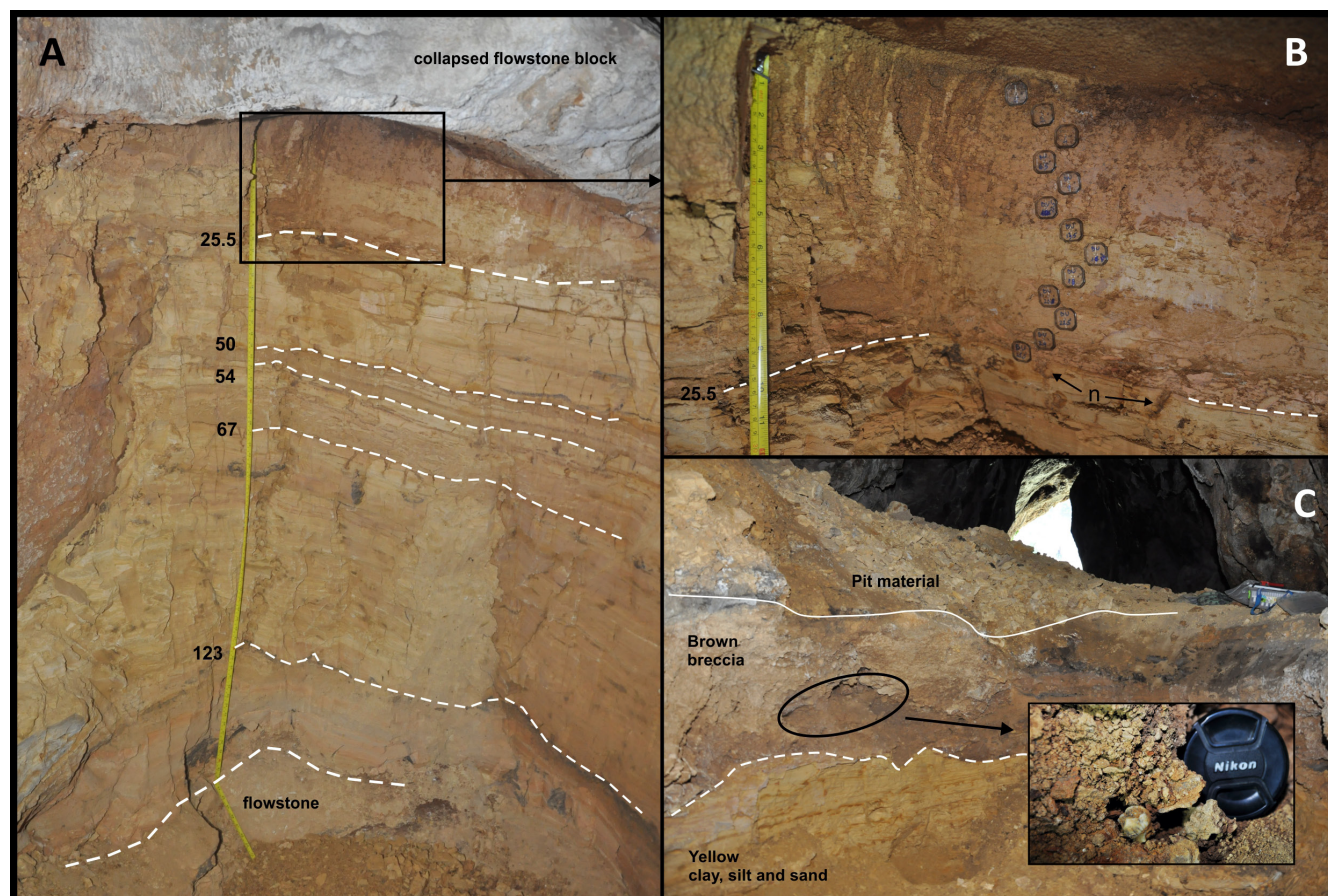 A
collapsed flowstone block
25.5
50
54
67
123
flowstone
B
25.5
n
C
Pit material
Brown
breccia
Yellow
clay, silt and sand
Nikon